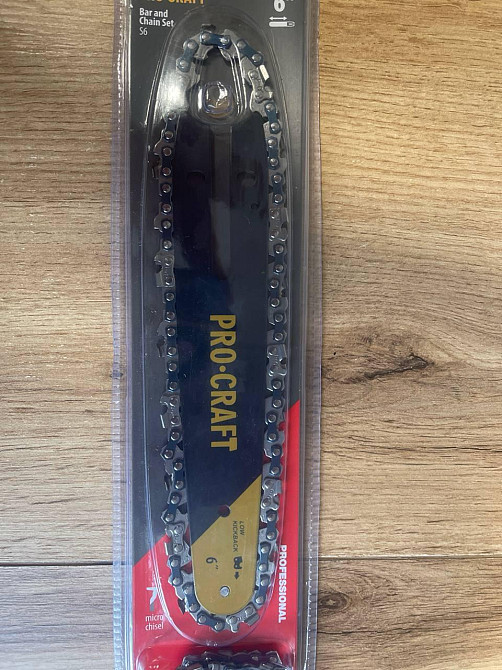 Bar and
Chain Set
S6
6"
PRO·CRAFT
LOW
KICKBACK
6"
PROFESSIONAL
micro
chisel